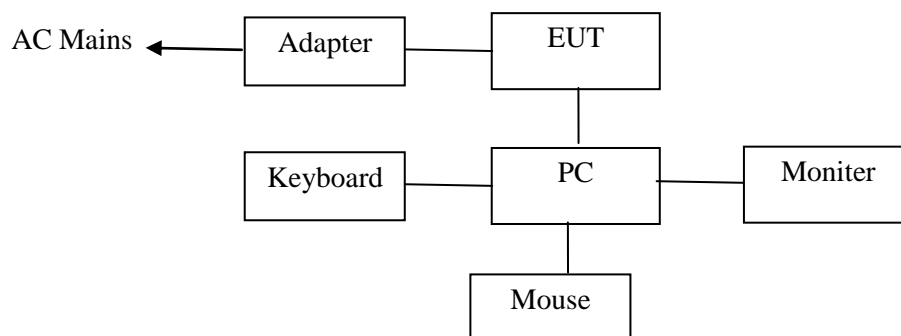 AC Mains
Adapter
EUT
Keyboard
PC
Moniter
Mouse